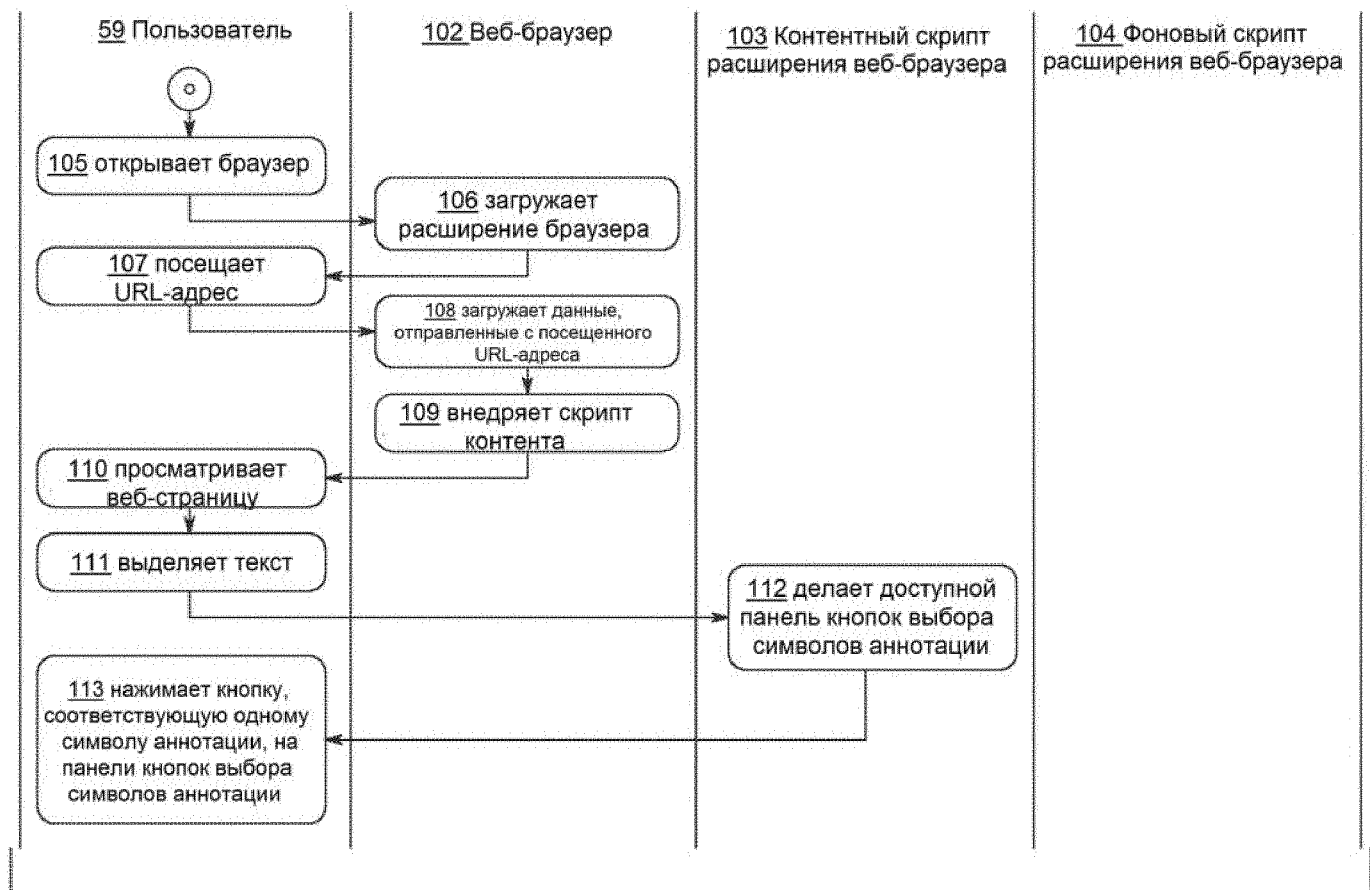 59 Пользователь
102 Веб-браузер
103 Контентный скрипт
расширения веб-браузера
104 Фоновый скрипт
расширения веб-браузера
105 открывает браузер
106 загружает
расширение браузера
107 посещает
URL-адрес
108 загружает данные,
отправленные с посещенного
URL-адреса
109 внедряет скрипт
контента
110 просматривает
веб-страницу
111 выделяет текст
112 делает доступной
панель кнопок выбора
символов аннотации
113 нажимает кнопку,
соответствующую одному
символу аннотации, на
панели кнопок выбора
символов аннотации